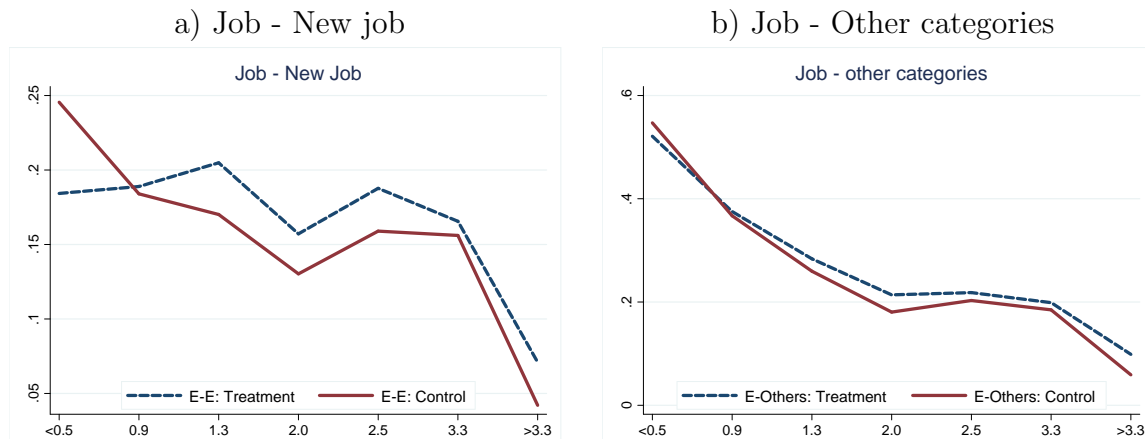 a) Job - New job
Job - New Job
.25
.2
.15
.1
.05
E-E: Treatment
E-E: Control
<0.5 0.9 1.3 2.0 2.5 3.3 >3.3
b) Job - Other categories
Job - other categories
.6
.4
.2
0
E-Others: Treatment
E-Others: Control
<0.5 0.9 1.3 2.0 2.5 3.3 >3.3